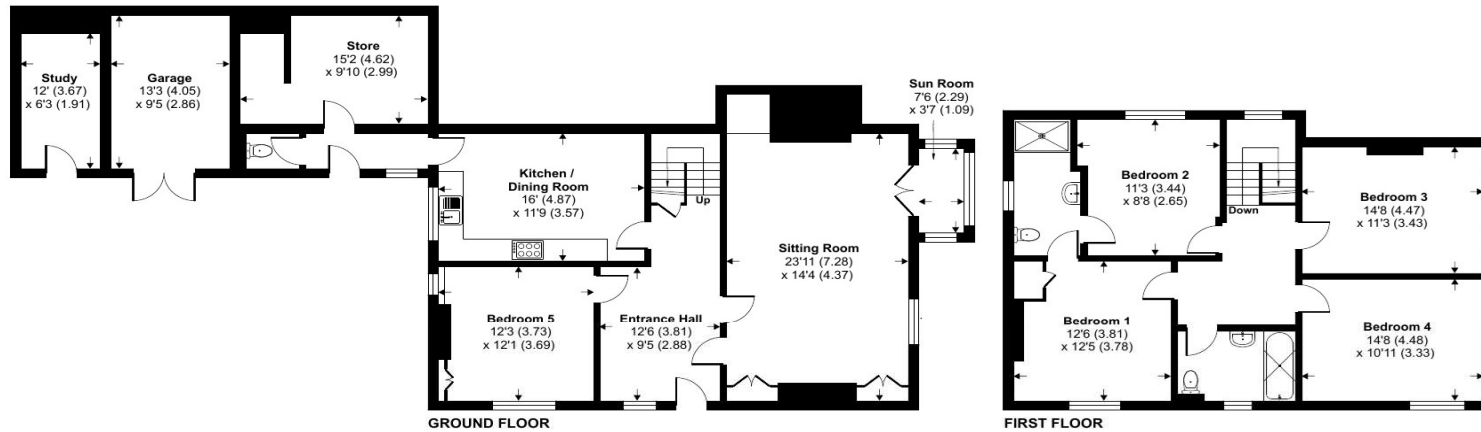 Study
12' (3.67)
x 6'3 (1.91)
Garage
13'3 (4.05)
x 9'5 (2.86)
Store
15'2 (4.62)
x 9'10 (2.99)
Kitchen /
Dining Room
16' (4.87)
x 11'9 (3.57)
Up
Sun Room
7'6 (2.29)
x 3'7 (1.09)
Sitting Room
23'11 (7.28)
x 14'4 (4.37)
Bedroom 5
12'3 (3.73)
x 12'1 (3.69)
Entrance Hall
12'6 (3.81)
x 9'5 (2.88)
GROUND FLOOR
Bedroom 2
11'3 (3.44)
x 8'8 (2.65)
Down
Bedroom 3
14'8 (4.47)
x 11'3 (3.43)
Bedroom 1
12'6 (3.81)
x 12'5 (3.78)
Bedroom 4
14'8 (4.48)
x 10'11 (3.33)
FIRST FLOOR